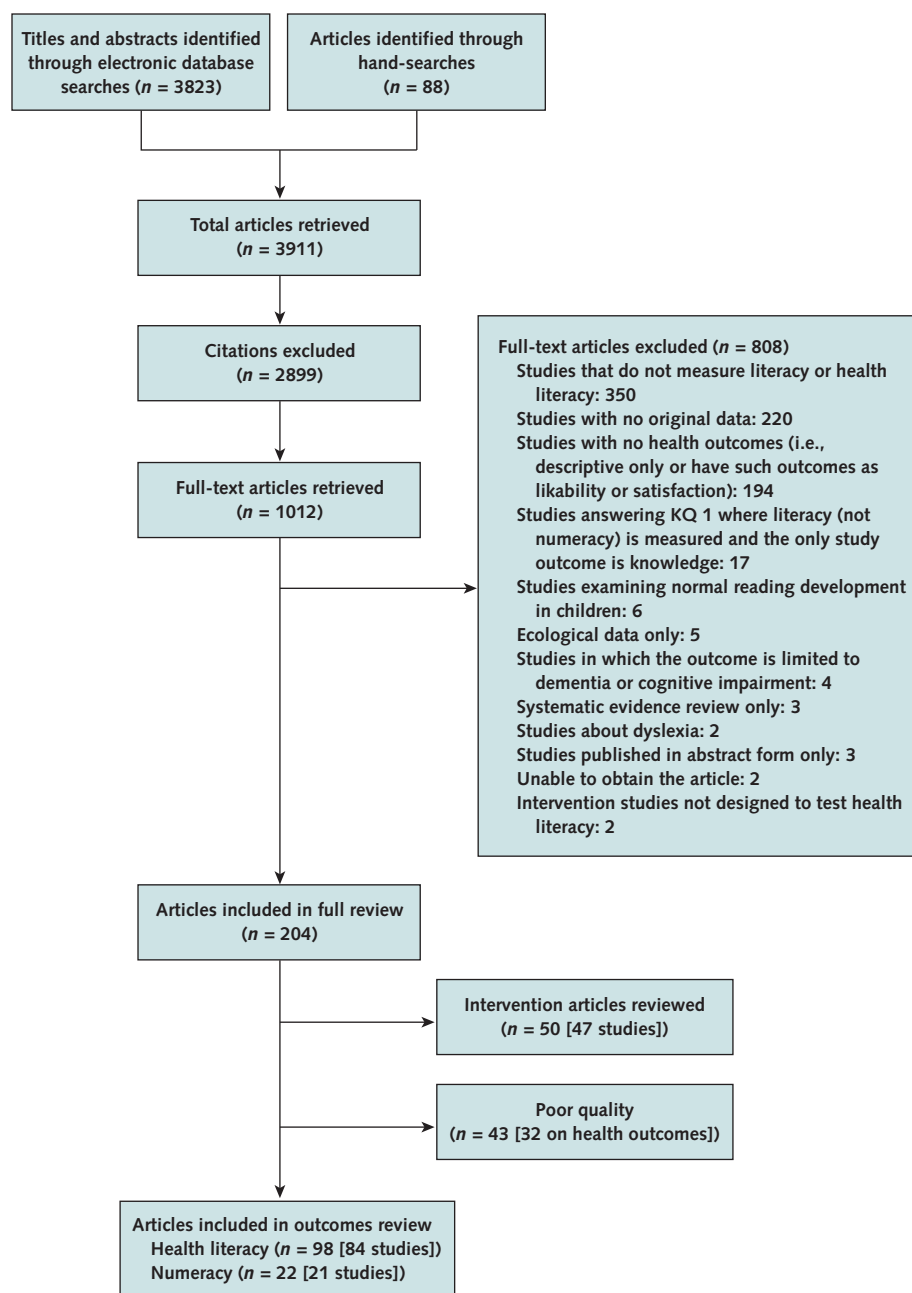 Titles and abstracts identified
through electronic database
searches (n = 3823)
Articles identified through
hand-searches
(n = 88)
Total articles retrieved
(n = 3911)
Citations excluded
(n = 2899)
Full-text articles retrieved
(n = 1012)
Full-text articles excluded (n = 808)
Studies that do not measure literacy or health
literacy: 350
Studies with no original data: 220
Studies with no health outcomes (i.e.,
descriptive only or have such outcomes as
likability or satisfaction): 194
Studies answering KQ 1 where literacy (not
numeracy) is measured and the only study
outcome is knowledge: 17
Studies examining normal reading development
in children: 6
Ecological data only: 5
Studies in which the outcome is limited to
dementia or cognitive impairment: 4
Systematic evidence review only: 3
Studies about dyslexia: 2
Studies published in abstract form only: 3
Unable to obtain the article: 2
Intervention studies not designed to test health
literacy: 2
Articles included in full review
(n = 204)
Intervention articles reviewed
(n = 50 [47 studies])
Poor quality
(n = 43 [32 on health outcomes])
Articles included in outcomes review
Health literacy (n = 98 [84 studies])
Numeracy (n = 22 [21 studies])